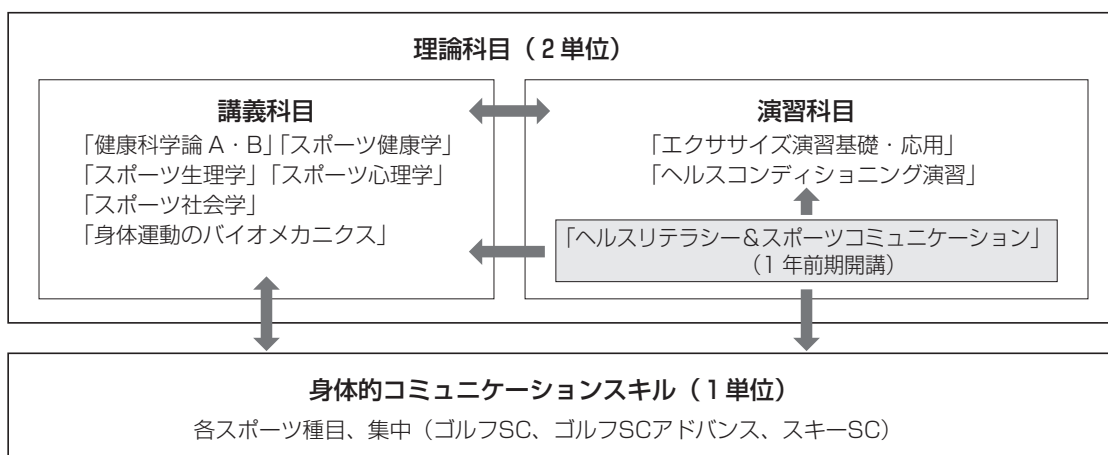 理論科目（２単位）
講義科目
「健康科学論 A・B」「スポーツ健康学」
「スポーツ生理学」「スポーツ心理学」
「スポーツ社会学」
「身体運動のバイオメカニクス」
演習科目
「エクササイズ演習基礎・応用」
「ヘルスコンディショニング演習」
「ヘルスリテラシー＆スポーツコミュニケーション」
（1 年前期開講）
身体的コミュニケーションスキル（１単位）
各スポーツ種目、集中（ゴルフSC、ゴルフSCアドバンス、スキーSC）